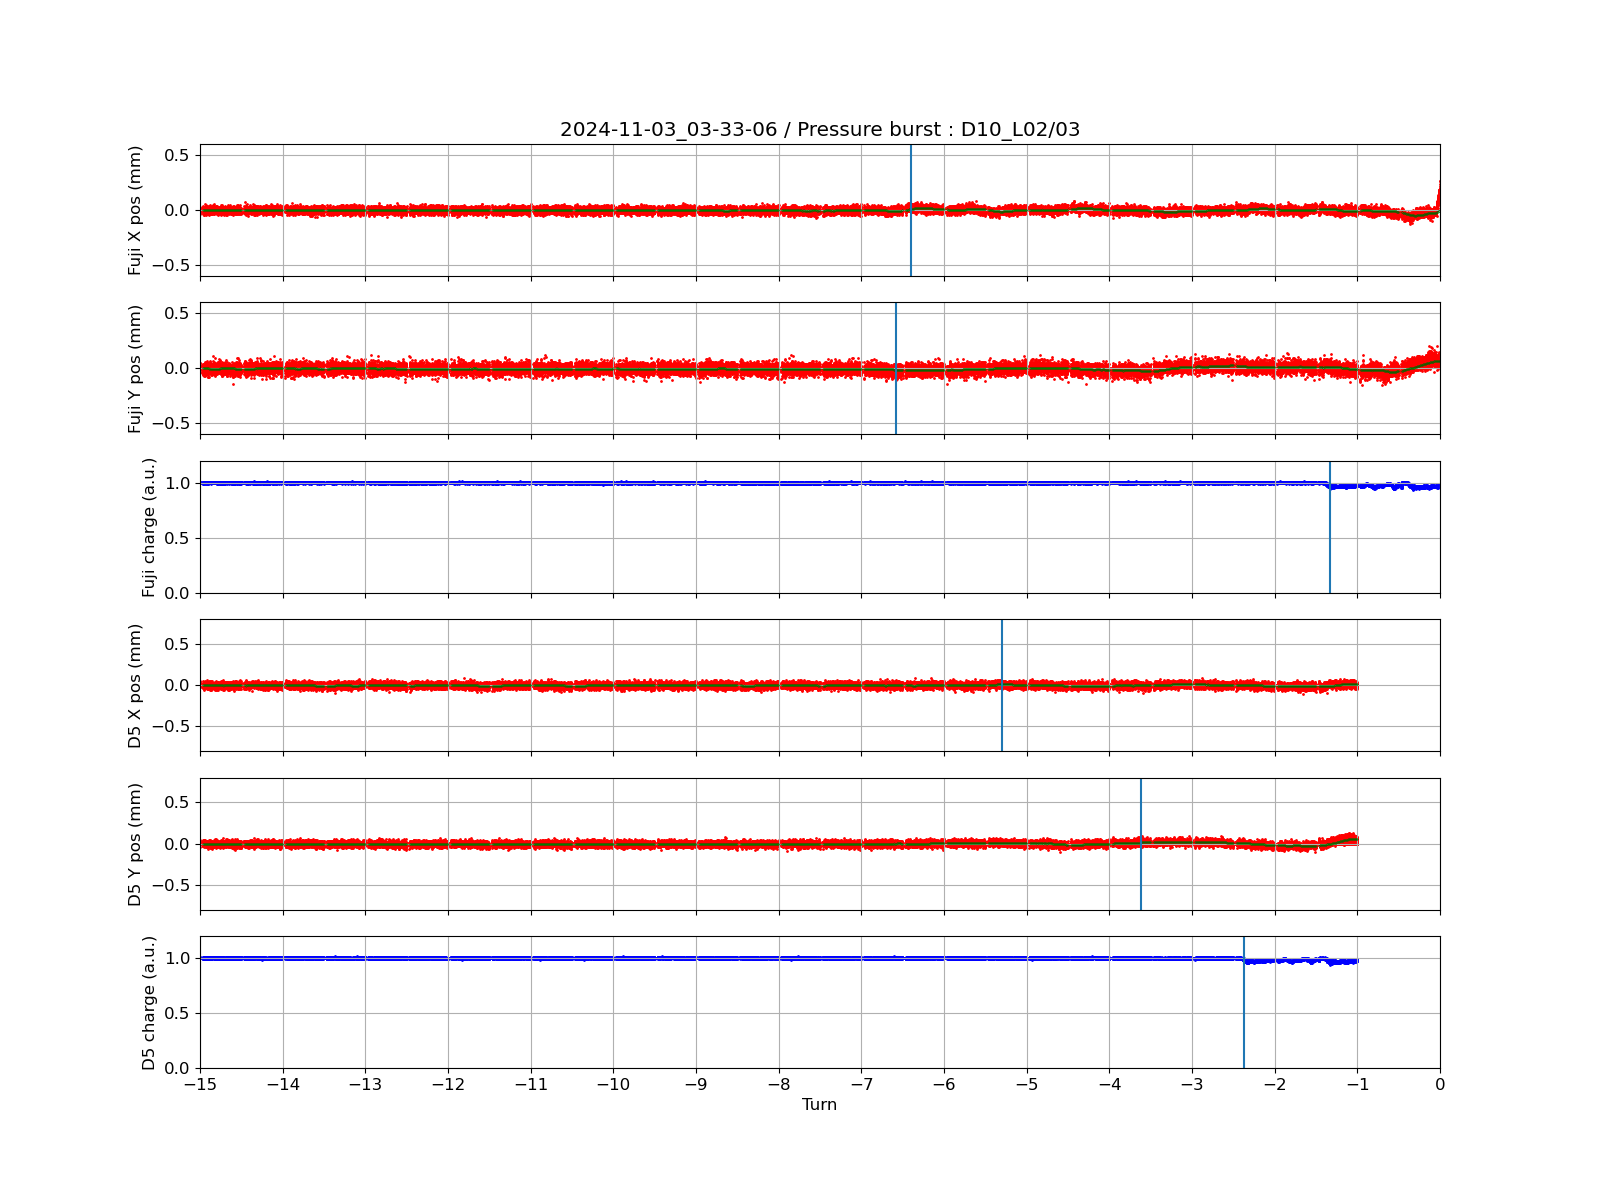 2024-11-03_03-33-06 / Pressure burst : D10_L02/03
Fuji X pos (mm)
0.5
0.0
−0.5
Fuji Y pos (mm)
0.5
0.0
−0.5
Fuji charge (a.u.)
1.0
0.5
0.0
D5 X pos (mm)
0.5
0.0
−0.5
D5 Y pos (mm)
0.5
0.0
−0.5
D5 charge (a.u.)
1.0
0.5
0.0
−15 −14 −13 −12 −11 −10 −9 −8 −7 −6 −5 −4 −3 −2 −1 0
Turn